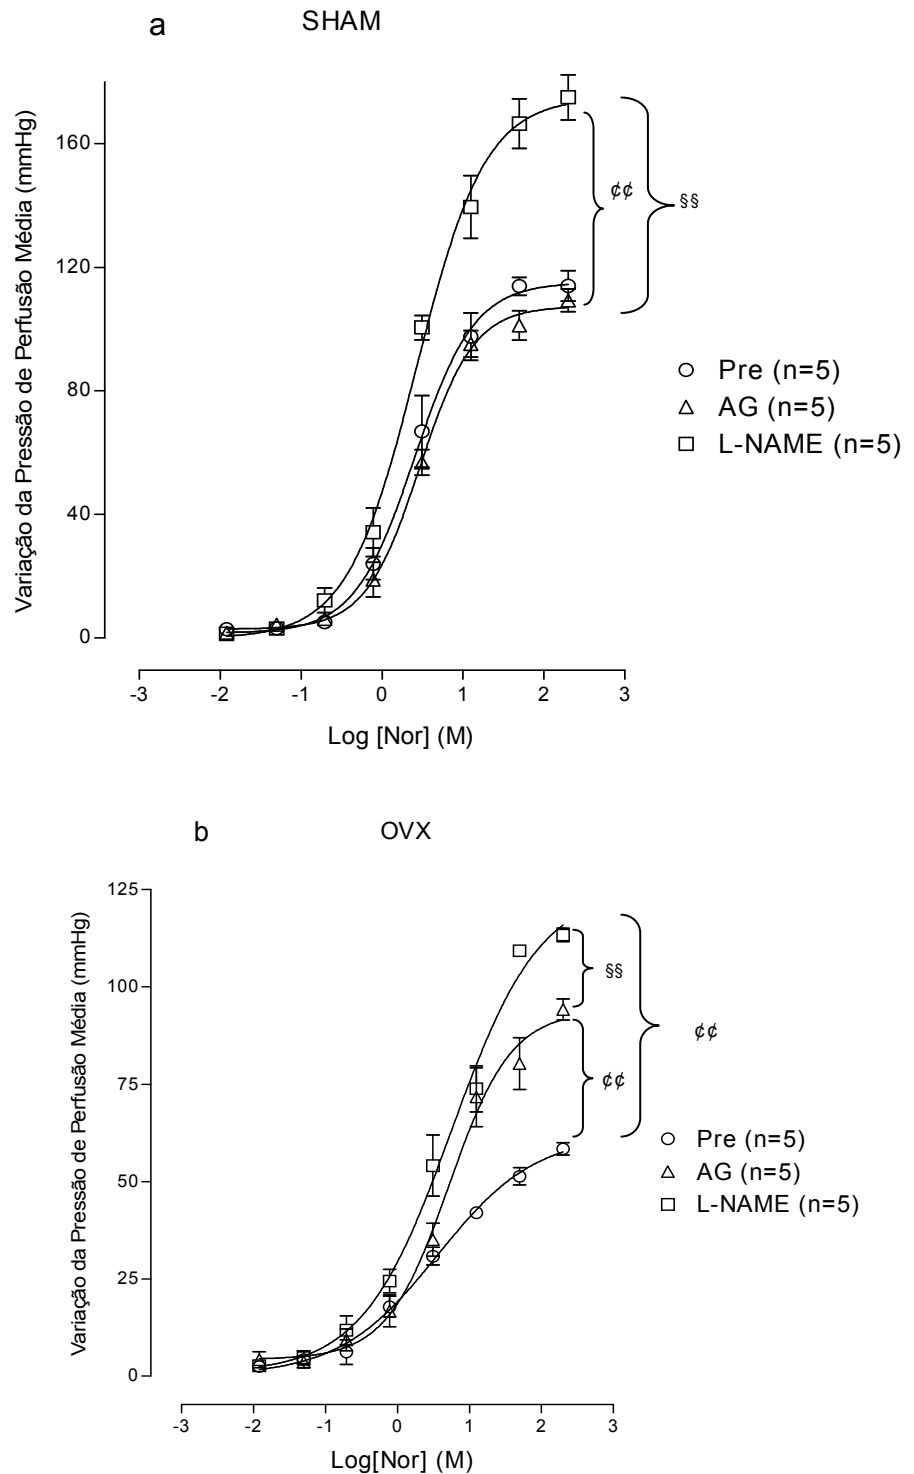 a SHAM
Variação da Pressão de Perfusão Média (mmHg)
160
120
80
40
0
¢¢
§§
Pre (n=5)
AG (n=5)
L-NAME (n=5)
-3 -2 -1 0 1 2 3
Log [Nor] (M)
b OVX
Variação da Pressão de Perfusão Média (mmHg)
125
100
75
50
25
0
§§
¢¢
¢¢
Pre (n=5)
AG (n=5)
L-NAME (n=5)
-3 -2 -1 0 1 2 3
Log[Nor] (M)